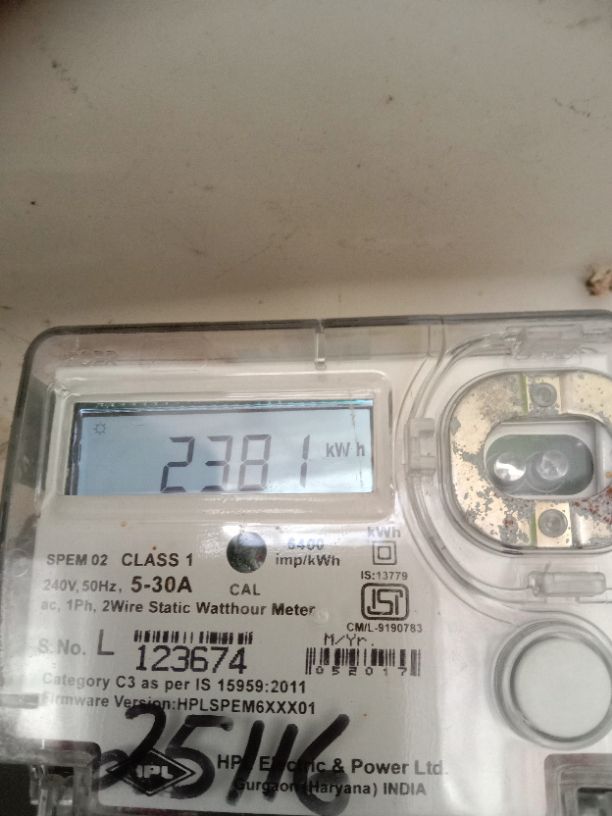 2381 kWh
SPEM 02 CLASS 1
6400 imp/kWh
kWh
240V, 50Hz, 5-30A
CAL
IS:13779
ac, 1Ph, 2Wire Static Watthour Meter
ISI
CM/L-9190783
S.No. L 123674
M/Yr.
052017
Category C3 as per IS 15959:2011
Firmware Version:HPLSPEM6XXX01
25116
HPL
HPL Electric & Power Ltd.
Gurgaon (Haryana) INDIA